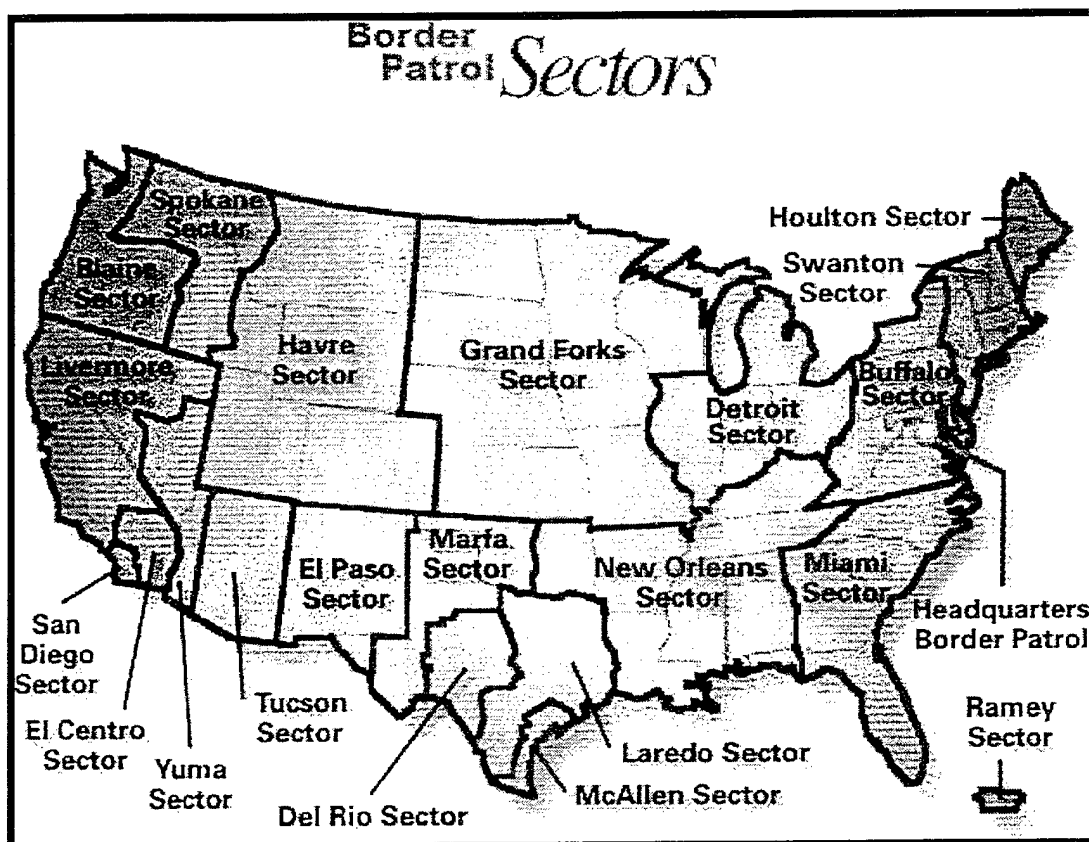 Border
Patrol Sectors
Spokane
Sector
Houlton Sector
Swanton
Sector
Blaine
Sector
Havre
Sector
Grand Forks
Sector
Livermore
Sector
Buffalo
Sector
Detroit
Sector
Marfa
Sector
El Paso
Sector
New Orleans
Sector
Miami
Sector
Headquarters
Border Patrol
San
Diego
Sector
El Centro
Sector
Yuma
Sector
Tucson
Sector
Del Rio Sector
McAllen Sector
Laredo Sector
Ramey
Sector